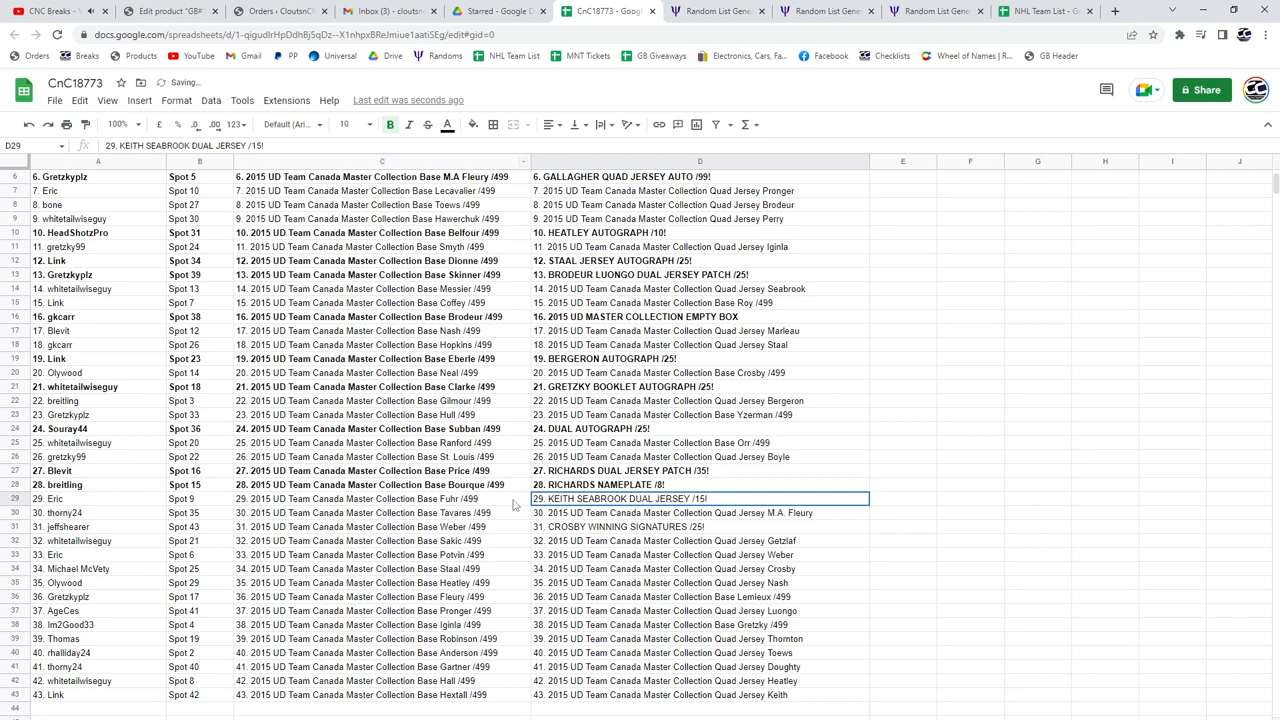 CNC Breaks - Edit product "GB# Orders ‹ CloutsnCh Inbox (3) - cloutsnc Starred - Google D CnC18773 - Googl Random List Gene Random List Gene Random List Gene NHL Team List - G
docs.google.com/spreadsheets/d/1-qigudIrHpDdhBj5qDz--X1nhpxBReJmiue1aatiSEg/edit#gid=0
Orders Breaks Products YouTube Gmail PP Universal Drive Randoms NHL Team List MNT Tickets GB Giveaways Electronics, Cars, Fa... Facebook Checklists Wheel of Names | R... GB Header
CnC18773 Saving...
File Edit View Insert Format Data Tools Extensions Help Last edit was seconds ago Share
100% £ % .0 .00 123 Default (Ari... 10 B I S A
D29 fx 29. KEITH SEABROOK DUAL JERSEY /15!
A B C D E F G H I J
6 6. Gretzkyplz Spot 5 6. 2015 UD Team Canada Master Collection Base M.A Fleury /499 6. GALLAGHER QUAD JERSEY AUTO /99!
7 7. Eric Spot 10 7. 2015 UD Team Canada Master Collection Base Lecavalier /499 7. 2015 UD Team Canada Master Collection Quad Jersey Pronger
8 8. bone Spot 27 8. 2015 UD Team Canada Master Collection Base Toews /499 8. 2015 UD Team Canada Master Collection Quad Jersey Brodeur
9 9. whitetailwiseguy Spot 30 9. 2015 UD Team Canada Master Collection Base Hawerchuk /499 9. 2015 UD Team Canada Master Collection Quad Jersey Perry
10 10. HeadShotzPro Spot 31 10. 2015 UD Team Canada Master Collection Base Belfour /499 10. HEATLEY AUTOGRAPH /10!
11 11. gretzky99 Spot 24 11. 2015 UD Team Canada Master Collection Base Smyth /499 11. 2015 UD Team Canada Master Collection Quad Jersey Iginla
12 12. Link Spot 34 12. 2015 UD Team Canada Master Collection Base Dionne /499 12. STAAL JERSEY AUTOGRAPH /25!
13 13. Gretzkyplz Spot 39 13. 2015 UD Team Canada Master Collection Base Skinner /499 13. BRODEUR LUONGO DUAL JERSEY PATCH /25!
14 14. whitetailwiseguy Spot 13 14. 2015 UD Team Canada Master Collection Base Messier /499 14. 2015 UD Team Canada Master Collection Quad Jersey Seabrook
15 15. Link Spot 7 15. 2015 UD Team Canada Master Collection Base Coffey /499 15. 2015 UD Team Canada Master Collection Base Roy /499
16 16. gkcarr Spot 38 16. 2015 UD Team Canada Master Collection Base Brodeur /499 16. 2015 UD MASTER COLLECTION EMPTY BOX
17 17. Blevit Spot 12 17. 2015 UD Team Canada Master Collection Base Nash /499 17. 2015 UD Team Canada Master Collection Quad Jersey Marleau
18 18. gkcarr Spot 26 18. 2015 UD Team Canada Master Collection Base Hopkins /499 18. 2015 UD Team Canada Master Collection Quad Jersey Staal
19 19. Link Spot 23 19. 2015 UD Team Canada Master Collection Base Eberle /499 19. BERGERON AUTOGRAPH /25!
20 20. Olywood Spot 14 20. 2015 UD Team Canada Master Collection Base Neal /499 20. 2015 UD Team Canada Master Collection Base Crosby /499
21 21. whitetailwiseguy Spot 18 21. 2015 UD Team Canada Master Collection Base Clarke /499 21. GRETZKY BOOKLET AUTOGRAPH /25!
22 22. breitling Spot 3 22. 2015 UD Team Canada Master Collection Base Gilmour /499 22. 2015 UD Team Canada Master Collection Quad Jersey Bergeron
23 23. Gretzkyplz Spot 33 23. 2015 UD Team Canada Master Collection Base Hull /499 23. 2015 UD Team Canada Master Collection Base Yzerman /499
24 24. Souray44 Spot 36 24. 2015 UD Team Canada Master Collection Base Subban /499 24. DUAL AUTOGRAPH /25!
25 25. whitetailwiseguy Spot 20 25. 2015 UD Team Canada Master Collection Base Ranford /499 25. 2015 UD Team Canada Master Collection Base Orr /499
26 26. gretzky99 Spot 22 26. 2015 UD Team Canada Master Collection Base St. Louis /499 26. 2015 UD Team Canada Master Collection Quad Jersey Boyle
27 27. Blevit Spot 16 27. 2015 UD Team Canada Master Collection Base Price /499 27. RICHARDS DUAL JERSEY PATCH /35!
28 28. breitling Spot 15 28. 2015 UD Team Canada Master Collection Base Bourque /499 28. RICHARDS NAMEPLATE /8!
29 29. Eric Spot 9 29. 2015 UD Team Canada Master Collection Base Fuhr /499 29. KEITH SEABROOK DUAL JERSEY /15!
30 30. thorny24 Spot 35 30. 2015 UD Team Canada Master Collection Base Tavares /499 30. 2015 UD Team Canada Master Collection Quad Jersey M.A. Fleury
31 31. jeffshearer Spot 43 31. 2015 UD Team Canada Master Collection Base Weber /499 31. CROSBY WINNING SIGNATURES /25!
32 32. whitetailwiseguy Spot 21 32. 2015 UD Team Canada Master Collection Base Sakic /499 32. 2015 UD Team Canada Master Collection Quad Jersey Getzlaf
33 33. Eric Spot 6 33. 2015 UD Team Canada Master Collection Base Potvin /499 33. 2015 UD Team Canada Master Collection Quad Jersey Weber
34 34. Michael McVety Spot 25 34. 2015 UD Team Canada Master Collection Base Staal /499 34. 2015 UD Team Canada Master Collection Quad Jersey Crosby
35 35. Olywood Spot 29 35. 2015 UD Team Canada Master Collection Base Heatley /499 35. 2015 UD Team Canada Master Collection Quad Jersey Nash
36 36. Gretzkyplz Spot 17 36. 2015 UD Team Canada Master Collection Base Fleury /499 36. 2015 UD Team Canada Master Collection Base Lemieux /499
37 37. AgeCes Spot 41 37. 2015 UD Team Canada Master Collection Base Pronger /499 37. 2015 UD Team Canada Master Collection Quad Jersey Luongo
38 38. Im2Good33 Spot 4 38. 2015 UD Team Canada Master Collection Base Iginla /499 38. 2015 UD Team Canada Master Collection Base Gretzky /499
39 39. Thomas Spot 19 39. 2015 UD Team Canada Master Collection Base Robinson /499 39. 2015 UD Team Canada Master Collection Quad Jersey Thornton
40 40. rhalliday24 Spot 2 40. 2015 UD Team Canada Master Collection Base Anderson /499 40. 2015 UD Team Canada Master Collection Quad Jersey Toews
41 41. thorny24 Spot 40 41. 2015 UD Team Canada Master Collection Base Gartner /499 41. 2015 UD Team Canada Master Collection Quad Jersey Doughty
42 42. whitetailwiseguy Spot 8 42. 2015 UD Team Canada Master Collection Base Hall /499 42. 2015 UD Team Canada Master Collection Quad Jersey Heatley
43 43. Link Spot 42 43. 2015 UD Team Canada Master Collection Base Hextall /499 43. 2015 UD Team Canada Master Collection Quad Jersey Keith
44